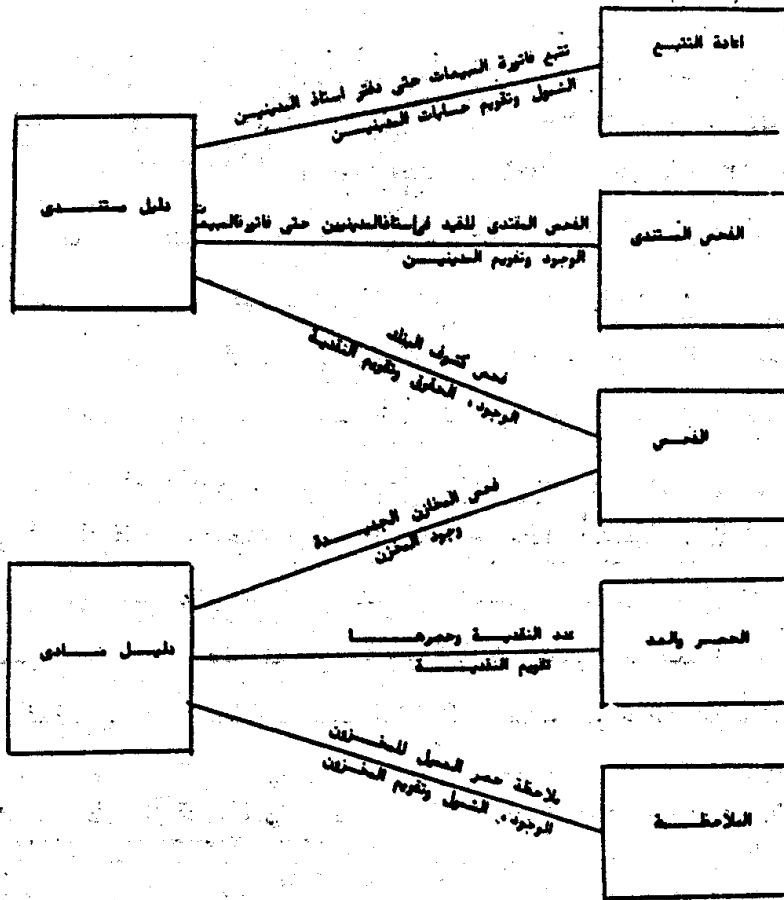 اعادة التتبع
تتبع فاتورة المبيعات حتى دفتر استاذ المدينين
الشمول وتقويم حسابات المدينين
دليل مستندى
الفحص المستندى
الفحص المستندى للقيد فى استاذ المدينين حتى فاتورة المبيعات
الوجود وتقويم المدينين
فحص كشوف البنك
الوجود، الحقوق وتقويم النقدية
الفحص
فحص المخازن الجديدة
وجود المخزن
دليل مادى
الحصر والعد
عدد النقدية وحصرها
تقويم النقدية
ملاحظة حصر العميل للمخزون
الوجود، الشمول وتقويم المخزون
الملاحظة